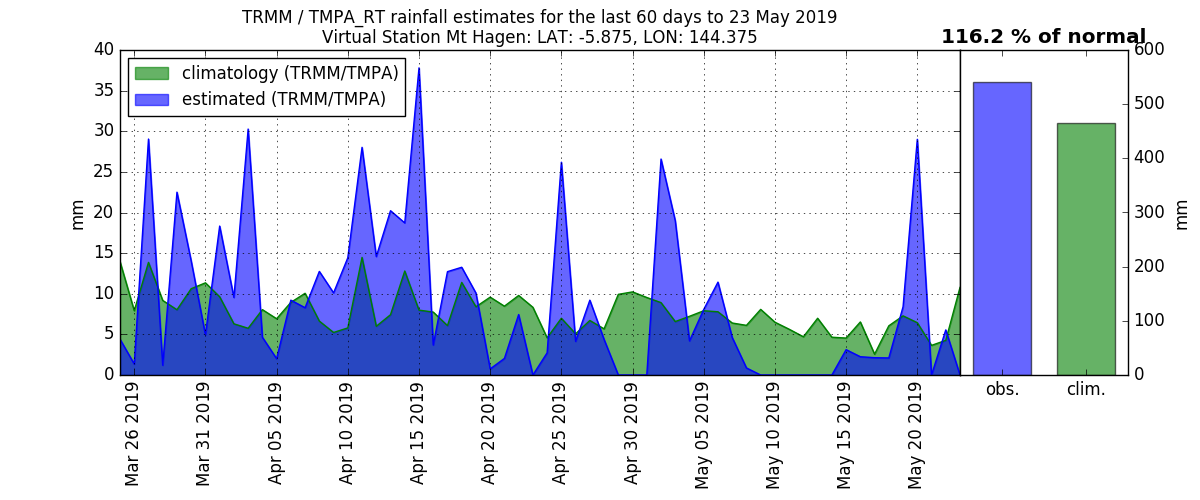 TRMM / TMPA_RT rainfall estimates for the last 60 days to 23 May 2019
Virtual Station Mt Hagen: LAT: -5.875, LON: 144.375
116.2 % of normal
climatology (TRMM/TMPA)
estimated (TRMM/TMPA)
40
35
30
25
20
15
10
5
0
mm
600
500
400
300
200
100
0
mm
obs.
clim.
Mar 26 2019
Mar 31 2019
Apr 05 2019
Apr 10 2019
Apr 15 2019
Apr 20 2019
Apr 25 2019
Apr 30 2019
May 05 2019
May 10 2019
May 15 2019
May 20 2019